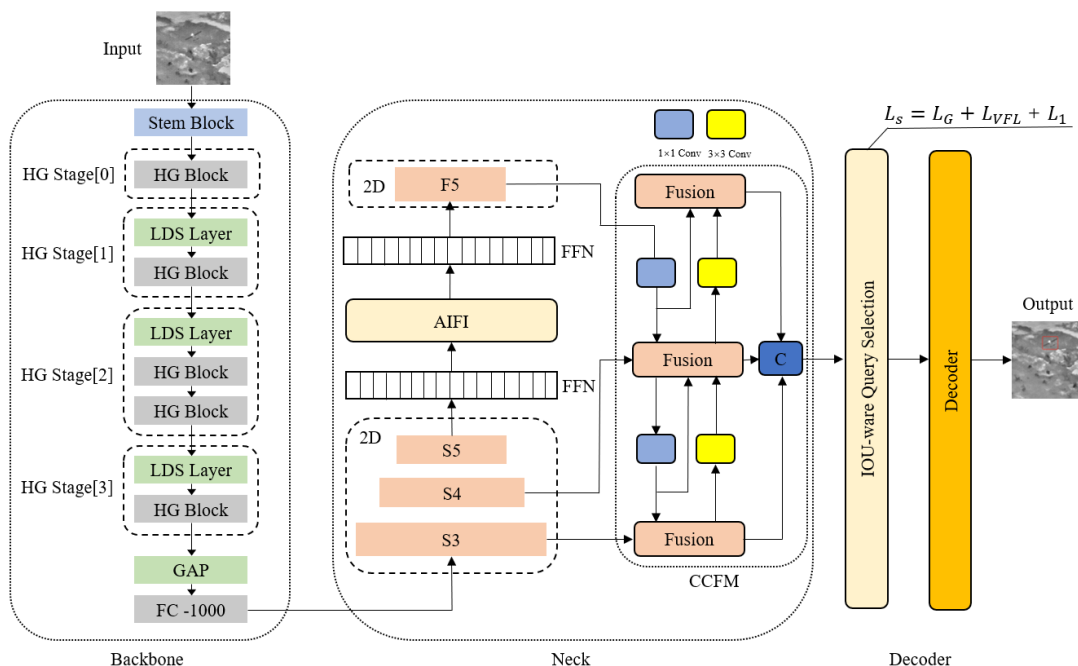 Input
Stem Block
HG Stage[0]
HG Block
HG Stage[1]
LDS Layer
HG Block
HG Stage[2]
LDS Layer
HG Block
HG Block
HG Stage[3]
LDS Layer
HG Block
GAP
FC -1000
Backbone
2D
F5
FFN
AIFI
FFN
2D
S5
S4
S3
1×1 Conv
3×3 Conv
Fusion
Fusion
C
Fusion
CCFM
Neck
L_s = L_G + L_{VFL} + L_1
IOU-ware Query Selection
Decoder
Output
Decoder